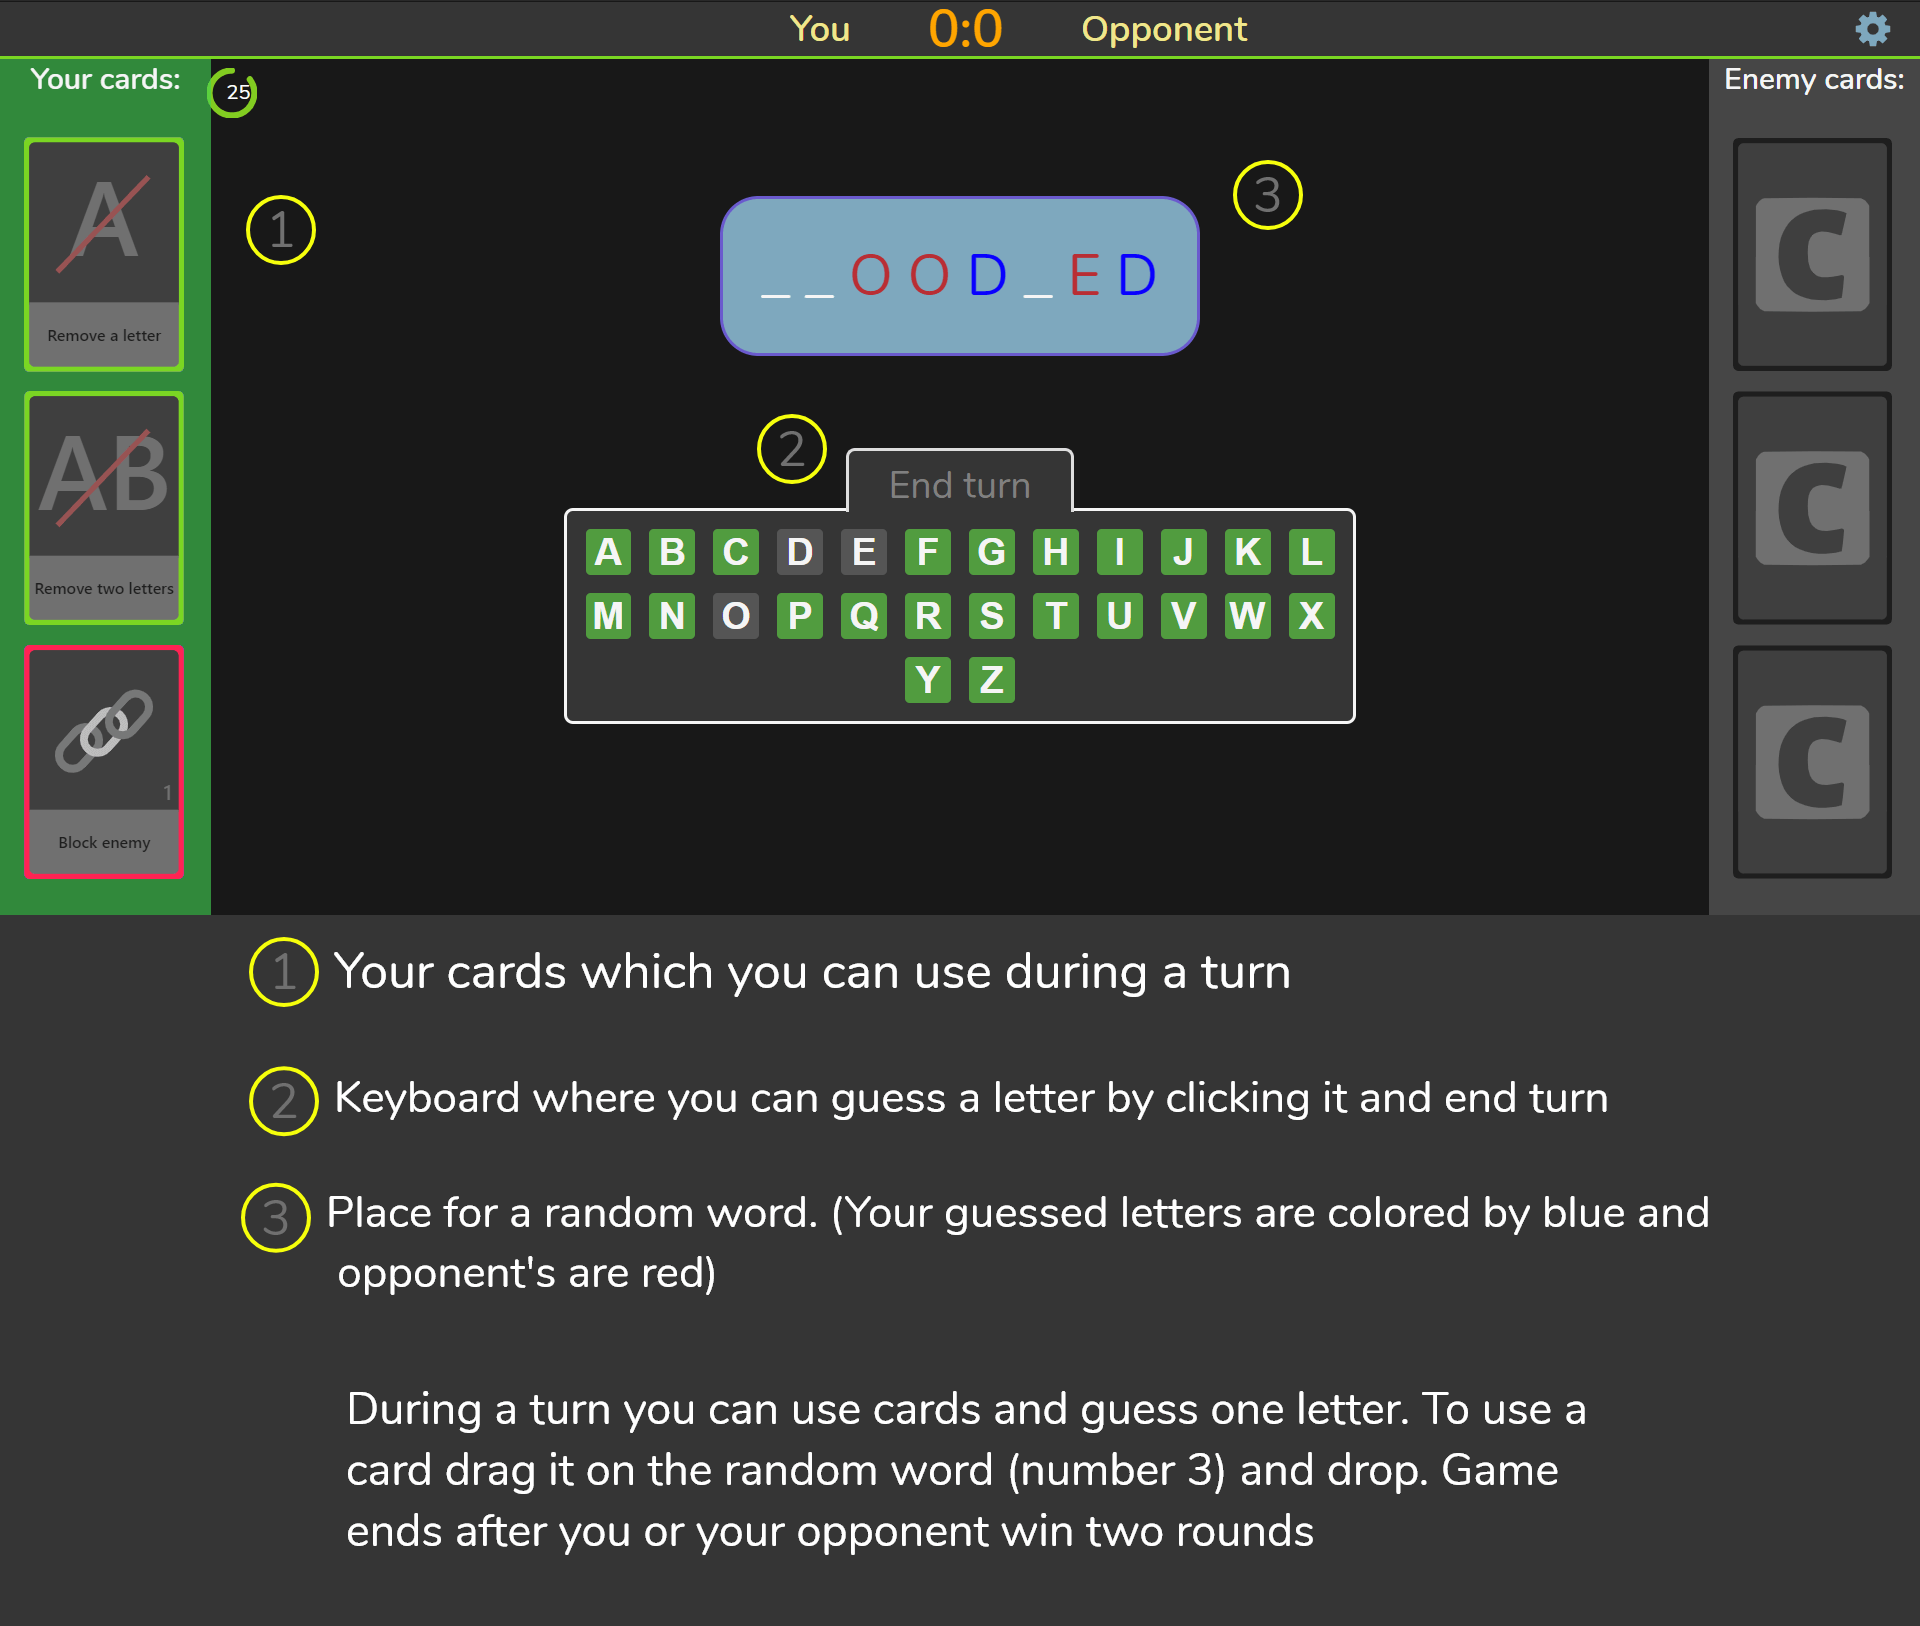 You 0:0 Opponent
Your cards:
25
Enemy cards:
A
Remove a letter
AB
Remove two letters
1
Block enemy
1
3
_ _ O O D _ E D
2
End turn
A B C D E F G H I J K L
M N O P Q R S T U V W X
Y Z
C
C
C
1 Your cards which you can use during a turn
2 Keyboard where you can guess a letter by clicking it and end turn
3 Place for a random word. (Your guessed letters are colored by blue and
opponent's are red)
During a turn you can use cards and guess one letter. To use a
card drag it on the random word (number 3) and drop. Game
ends after you or your opponent win two rounds